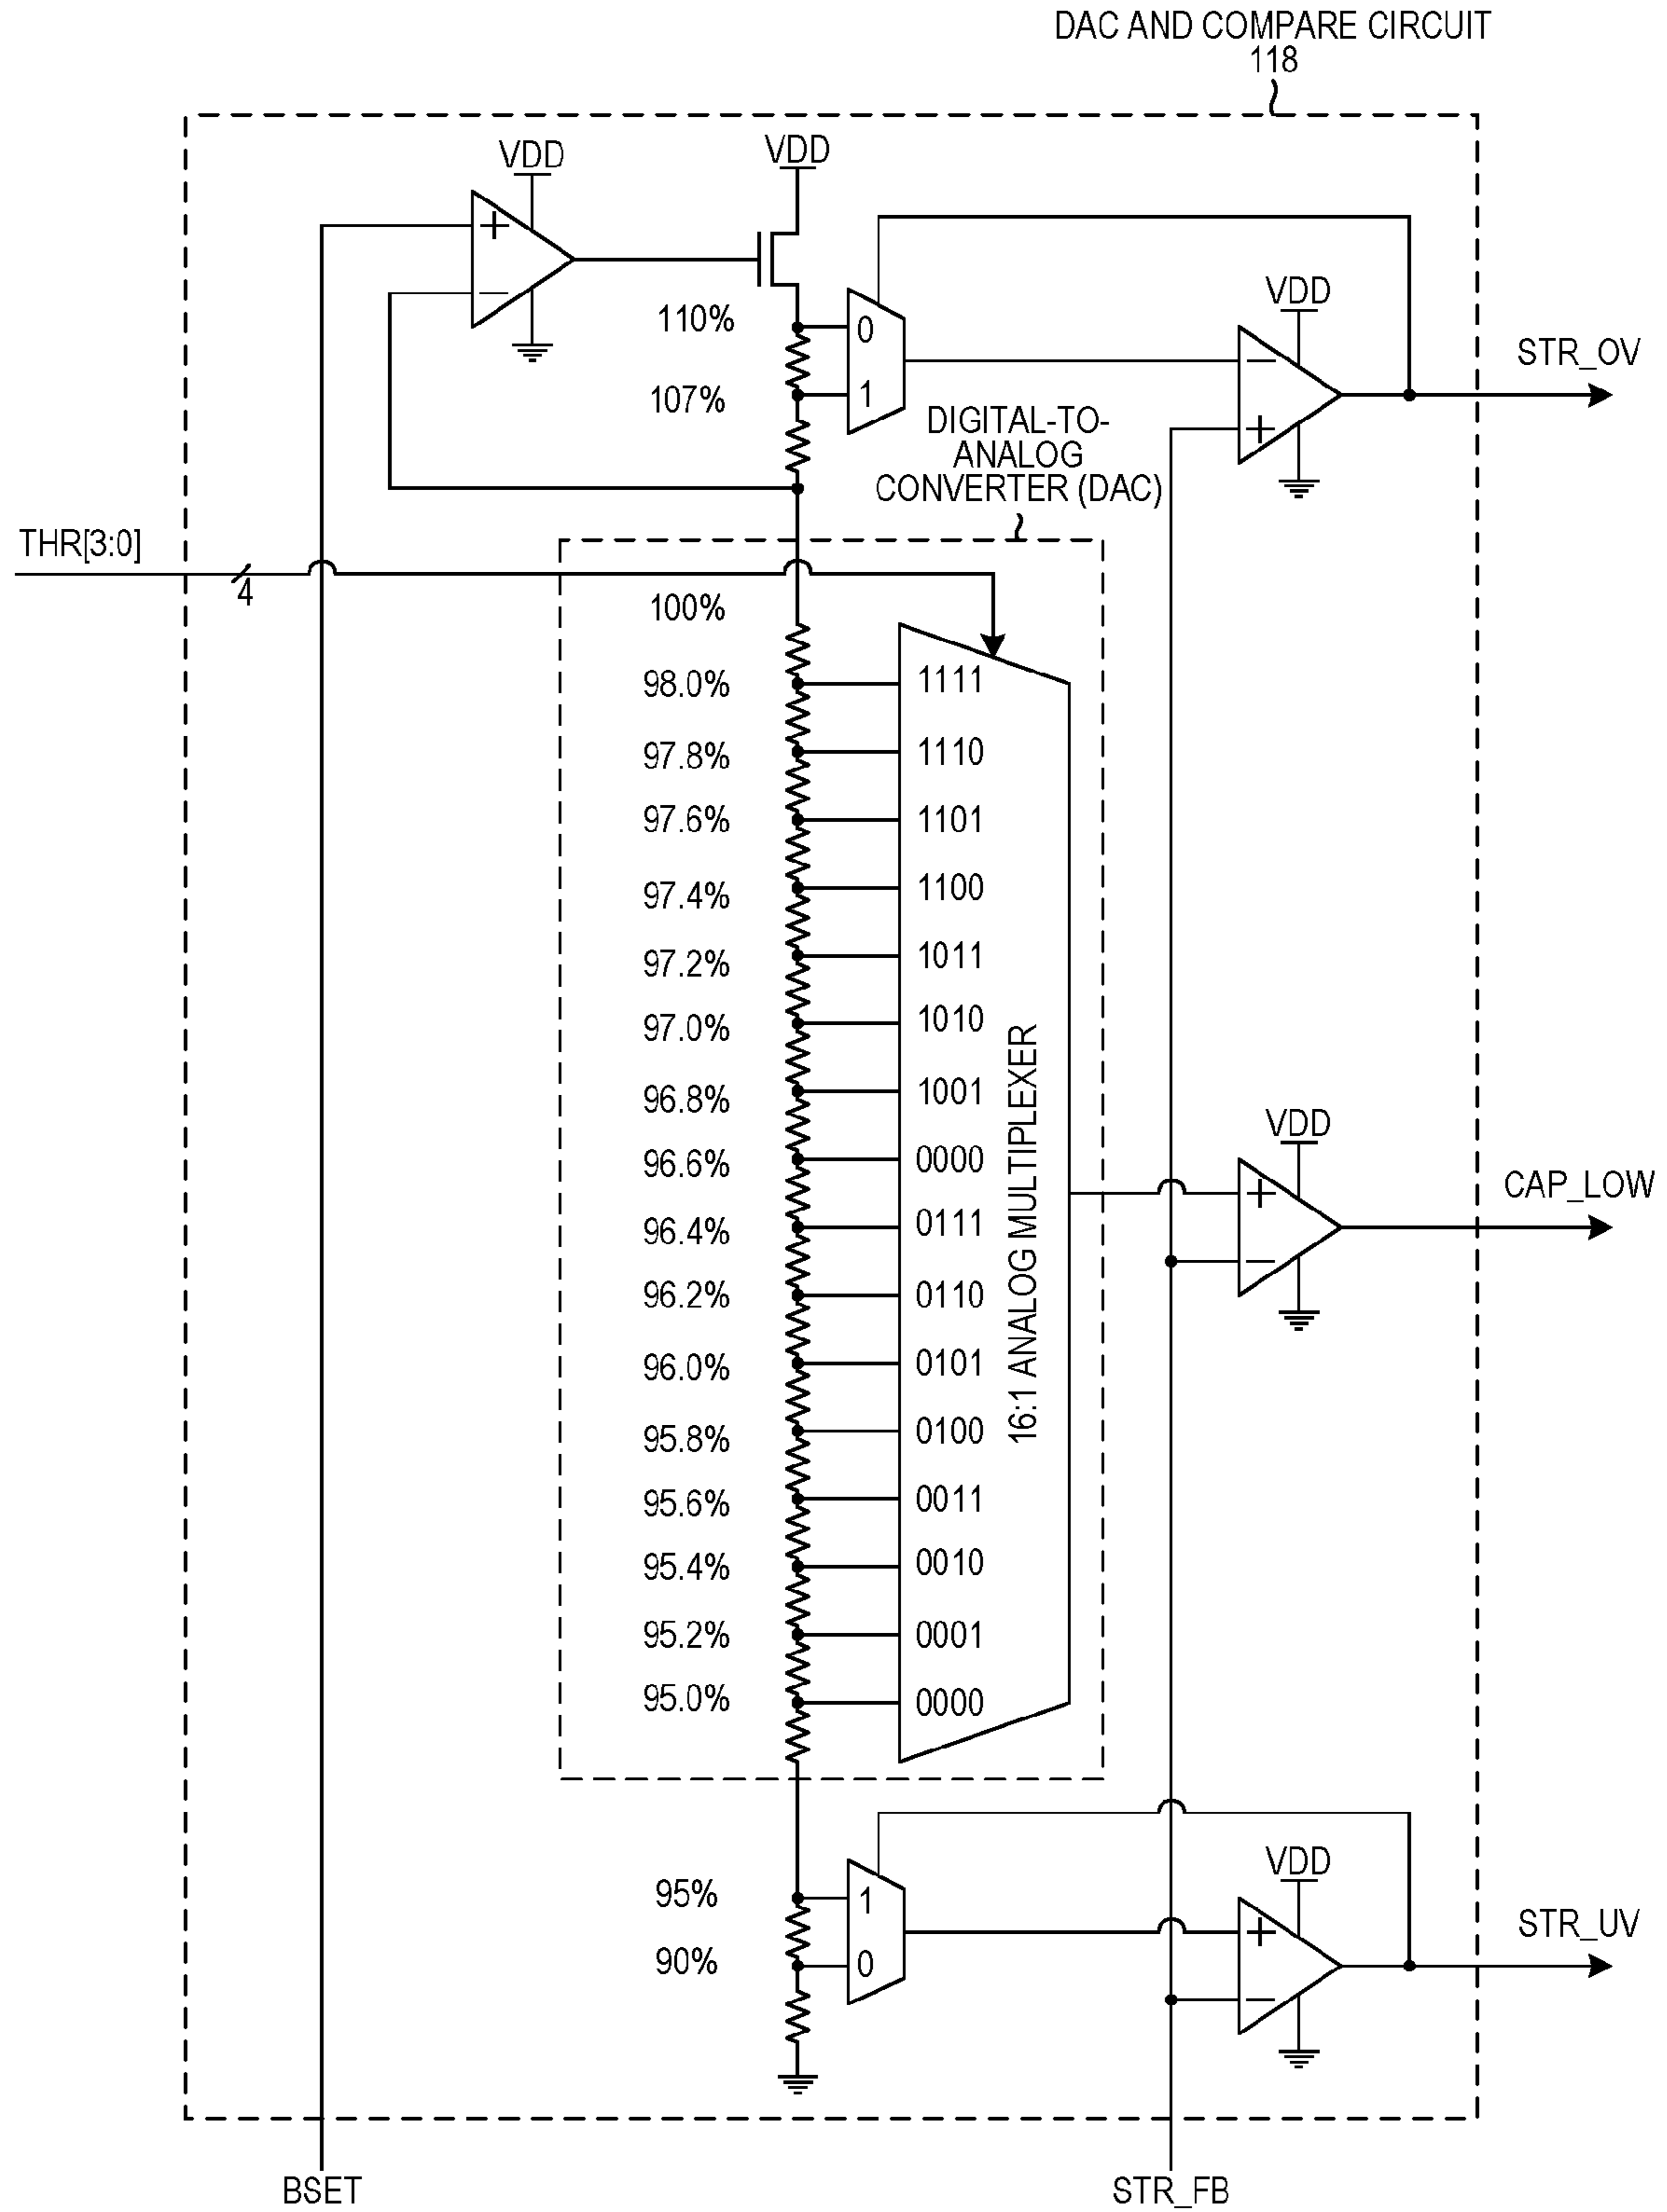 DAC AND COMPARE CIRCUIT
118
VDD
VDD
+
−
110%
0
107%
1
VDD
−
+
STR_OV
DIGITAL-TO-
ANALOG
CONVERTER (DAC)
THR[3:0]
4
100%
98.0% 1111
97.8% 1110
97.6% 1101
97.4% 1100
97.2% 1011
97.0% 1010
96.8% 1001
96.6% 0000
96.4% 0111
96.2% 0110
96.0% 0101
95.8% 0100
95.6% 0011
95.4% 0010
95.2% 0001
95.0% 0000
16:1 ANALOG MULTIPLEXER
VDD
+
−
CAP_LOW
95%
1
90%
0
VDD
+
−
STR_UV
BSET
STR_FB